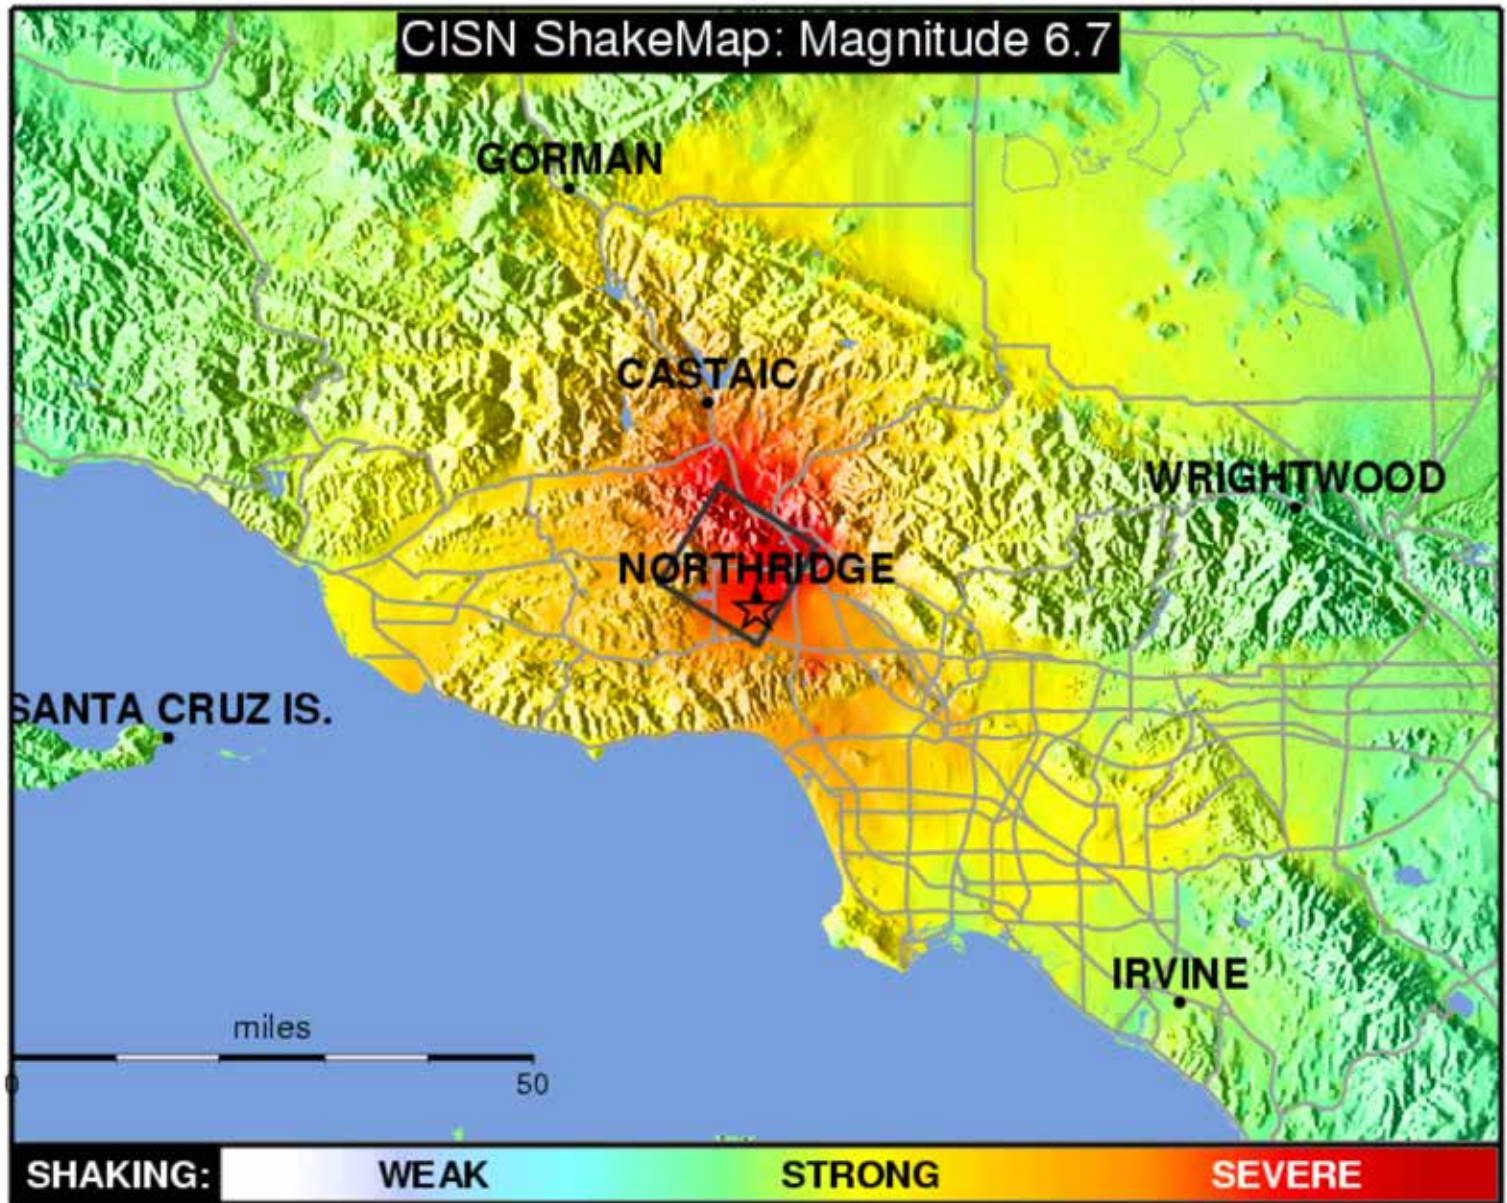 CISN ShakeMap: Magnitude 6.7
GORMAN
CASTAIC
WRIGHTWOOD
NORTHRIDGE
SANTA CRUZ IS.
IRVINE
miles
0 50
SHAKING: WEAK STRONG SEVERE